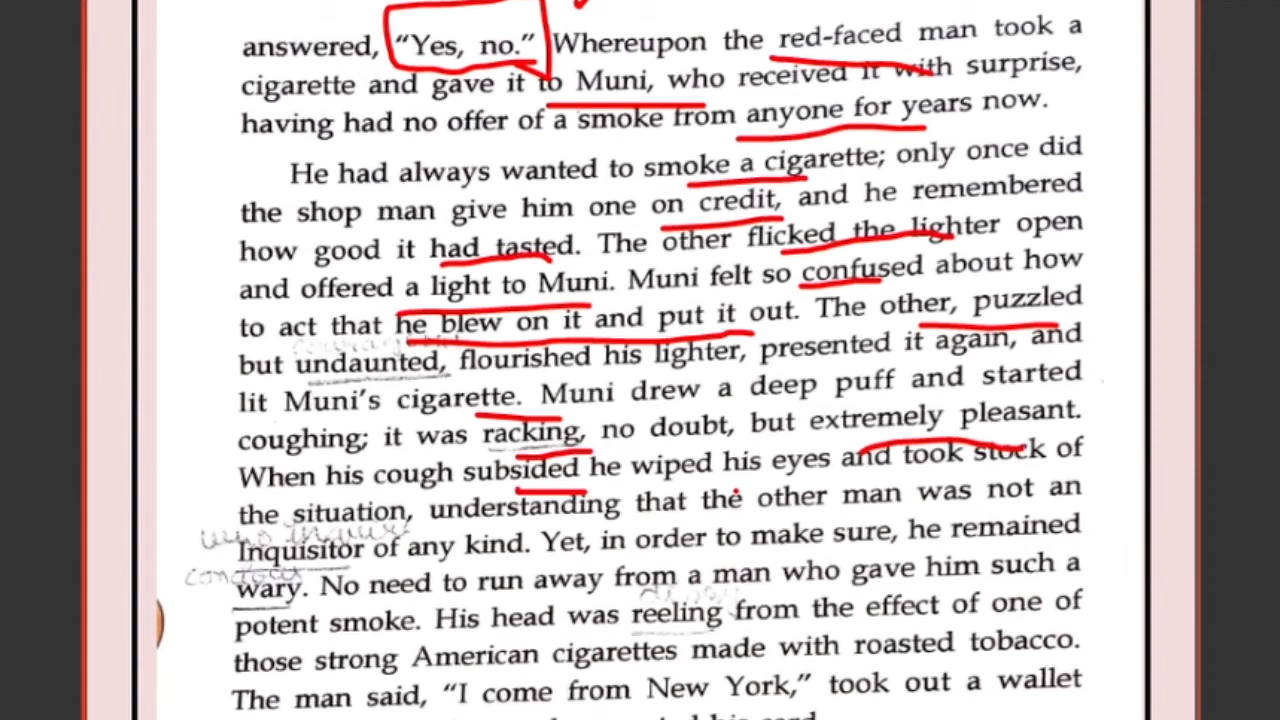 answered, “Yes, no.” Whereupon the red-faced man took a
cigarette and gave it to Muni, who received it with surprise,
having had no offer of a smoke from anyone for years now.
He had always wanted to smoke a cigarette; only once did
the shop man give him one on credit, and he remembered
how good it had tasted. The other flicked the lighter open
and offered a light to Muni. Muni felt so confused about how
to act that he blew on it and put it out. The other, puzzled
but undaunted, flourished his lighter, presented it again, and
lit Muni’s cigarette. Muni drew a deep puff and started
coughing; it was racking, no doubt, but extremely pleasant.
When his cough subsided he wiped his eyes and took stock of
the situation, understanding that the other man was not an
who
Inquisitor of any kind. Yet, in order to make sure, he remained
wary. No need to run away from a man who gave him such a
potent smoke. His head was reeling from the effect of one of
those strong American cigarettes made with roasted tobacco.
The man said, “I come from New York,” took out a wallet
his card